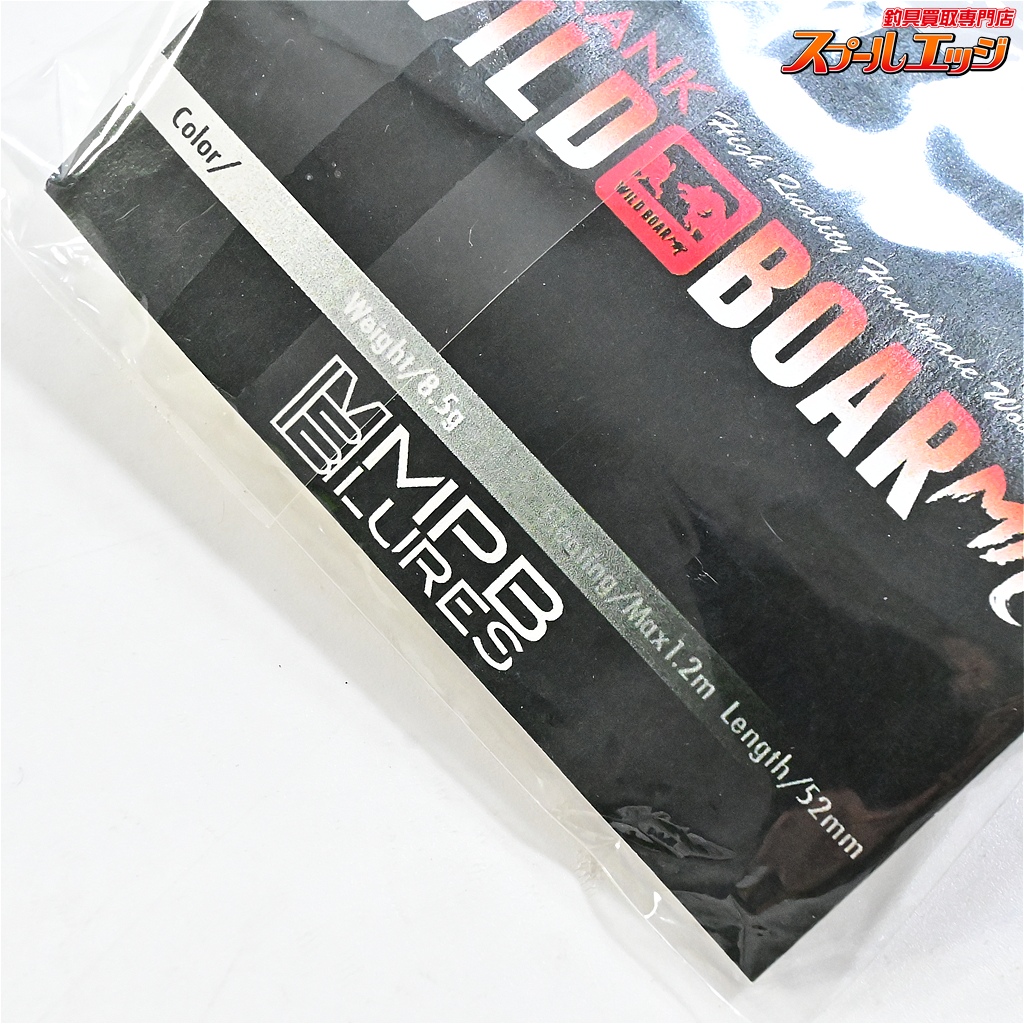 釣具買取専門店
スプールエッジ
WILD BOAR
High Quality Handmade
WILD BOAR
Color/
Weight/8.5g
Floating/Max1.2m
Length/52mm
MPB
LURES